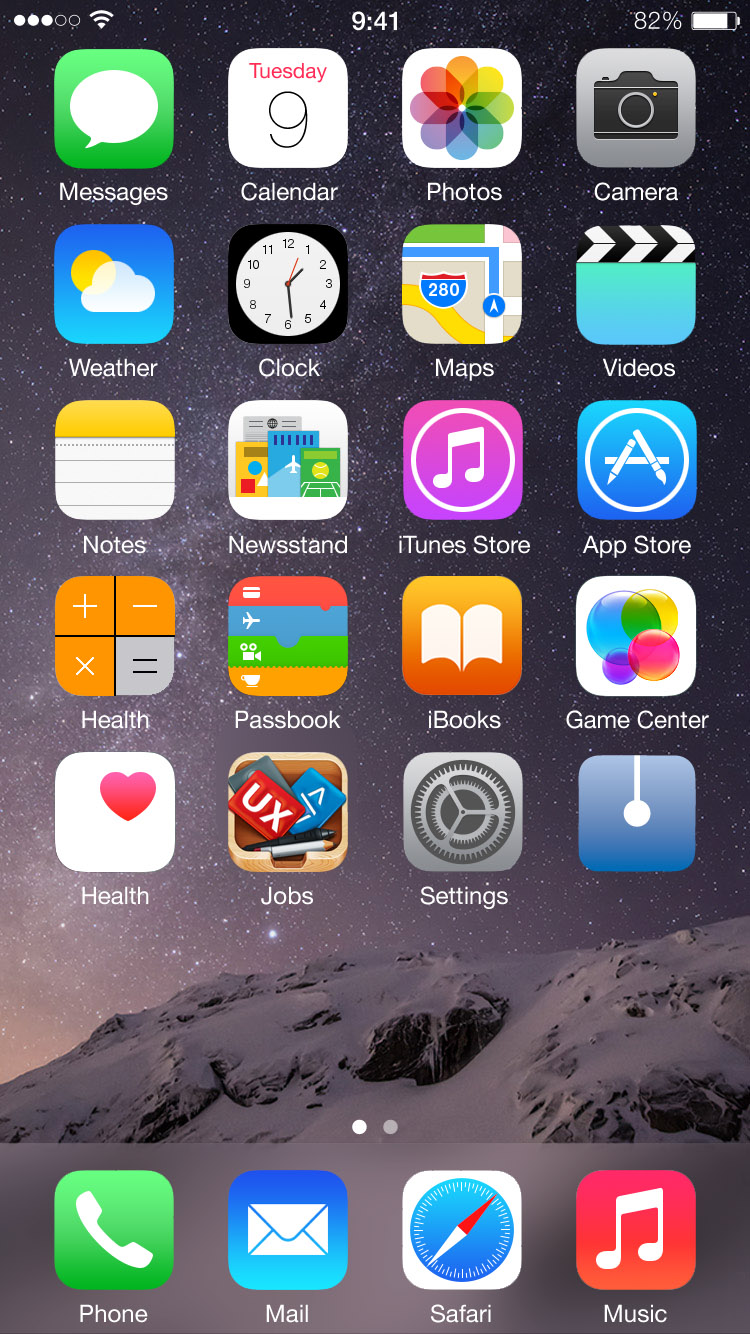 9:41 82%
Tuesday
9
Messages Calendar Photos Camera
12
11 1
10 2
9 3
8 4
7 5
6
280
Weather Clock Maps Videos
Notes Newsstand iTunes Store App Store
Health Passbook iBooks Game Center
UX
Health Jobs Settings
Phone Mail Safari Music